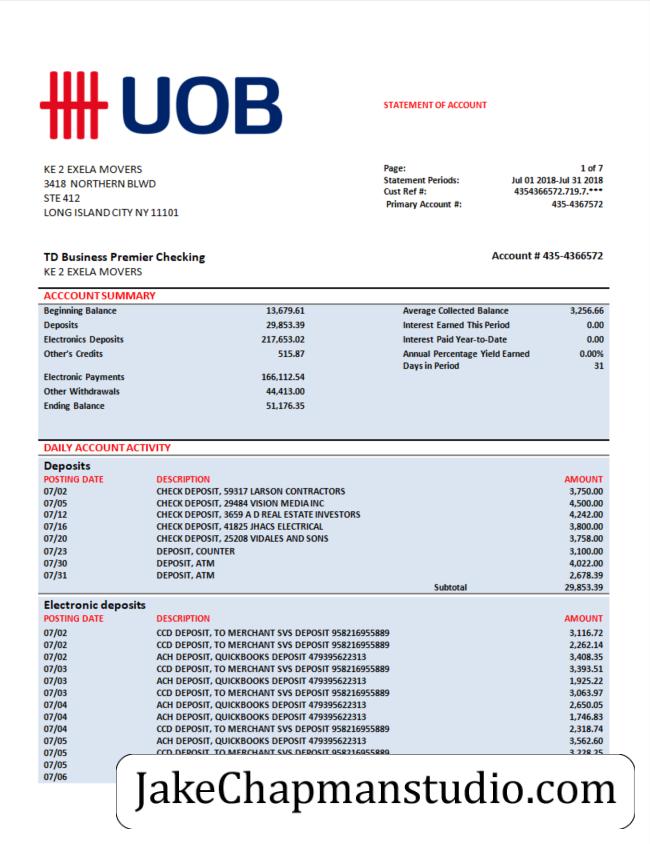 UOB
STATEMENT OF ACCOUNT
KE 2 EXELA MOVERS
3418 NORTHERN BLWD
STE 412
LONG ISLAND CITY NY 11101
Page: 1 of 7
Statement Periods: Jul 01 2018-Jul 31 2018
Cust Ref #: 4354366572.719.7.***
Primary Account #: 435-4367572
TD Business Premier Checking Account # 435-4366572
KE 2 EXELA MOVERS
ACCCOUNT SUMMARY
Beginning Balance 13,679.61 Average Collected Balance 3,256.66
Deposits 29,853.39 Interest Earned This Period 0.00
Electronics Deposits 217,653.02 Interest Paid Year-to-Date 0.00
Other's Credits 515.87 Annual Percentage Yield Earned 0.00%
Days in Period 31
Electronic Payments 166,112.54
Other Withdrawals 44,413.00
Ending Balance 51,176.35
DAILY ACCOUNT ACTIVITY
Deposits
POSTING DATE DESCRIPTION AMOUNT
07/02 CHECK DEPOSIT, 59317 LARSON CONTRACTORS 3,750.00
07/05 CHECK DEPOSIT, 29484 VISION MEDIA INC 4,500.00
07/12 CHECK DEPOSIT, 3659 A D REAL ESTATE INVESTORS 4,242.00
07/16 CHECK DEPOSIT, 41825 JHACS ELECTRICAL 3,800.00
07/20 CHECK DEPOSIT, 25208 VIDALES AND SONS 3,758.00
07/23 DEPOSIT, COUNTER 3,100.00
07/30 DEPOSIT, ATM 4,022.00
07/31 DEPOSIT, ATM 2,678.39
Subtotal 29,853.39
Electronic deposits
POSTING DATE DESCRIPTION AMOUNT
07/02 CCD DEPOSIT, TO MERCHANT SVS DEPOSIT 958216955889 3,116.72
07/02 CCD DEPOSIT, TO MERCHANT SVS DEPOSIT 958216955889 2,262.14
07/02 ACH DEPOSIT, QUICKBOOKS DEPOSIT 479395622313 3,408.35
07/03 CCD DEPOSIT, TO MERCHANT SVS DEPOSIT 958216955889 3,393.51
07/03 ACH DEPOSIT, QUICKBOOKS DEPOSIT 479395622313 1,925.22
07/03 CCD DEPOSIT, TO MERCHANT SVS DEPOSIT 958216955889 3,063.97
07/04 ACH DEPOSIT, QUICKBOOKS DEPOSIT 479395622313 2,650.05
07/04 ACH DEPOSIT, QUICKBOOKS DEPOSIT 479395622313 1,746.83
07/04 CCD DEPOSIT, TO MERCHANT SVS DEPOSIT 958216955889 2,318.74
07/05 ACH DEPOSIT, QUICKBOOKS DEPOSIT 479395622313 3,562.60
07/05 CCD DEPOSIT, TO MERCHANT SVS DEPOSIT 958216955889 3,228.25
07/05
07/06
JakeChapmanstudio.com